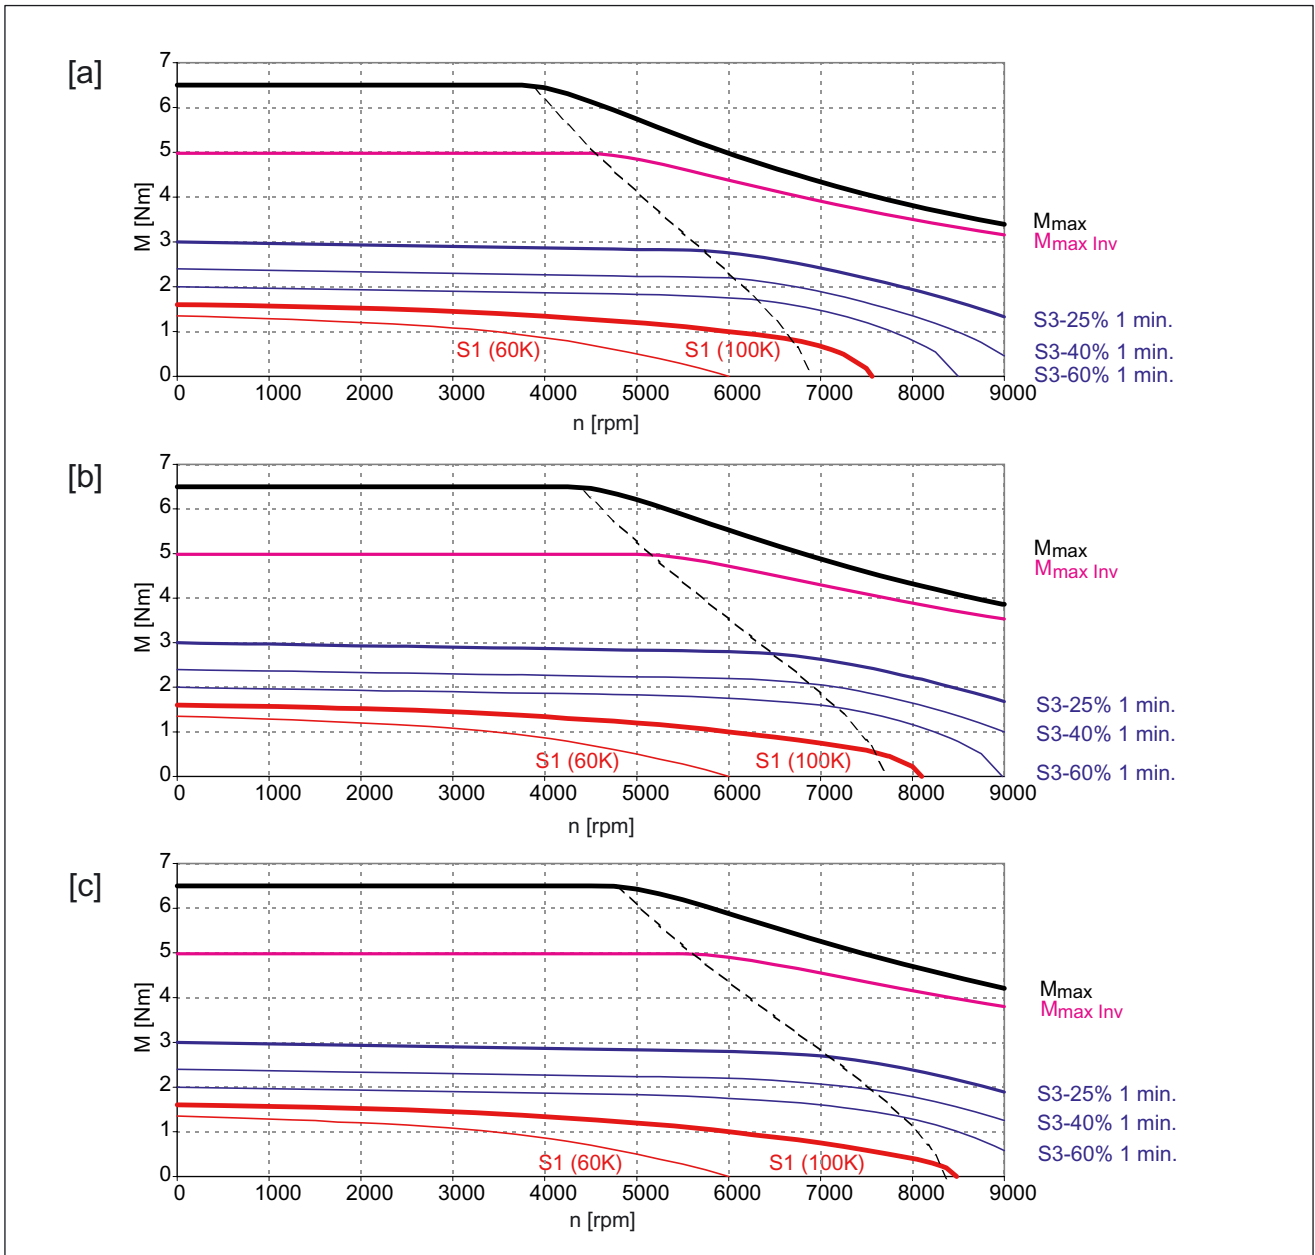 [a]
7
6
5
4
3
2
1
0
M [Nm]
Mmax
Mmax Inv
S3-25% 1 min.
S3-40% 1 min.
S3-60% 1 min.
S1 (60K) S1 (100K)
0 1000 2000 3000 4000 5000 6000 7000 8000 9000
n [rpm]
[b]
7
6
5
4
3
2
1
0
M [Nm]
Mmax
Mmax Inv
S3-25% 1 min.
S3-40% 1 min.
S3-60% 1 min.
S1 (60K) S1 (100K)
0 1000 2000 3000 4000 5000 6000 7000 8000 9000
n [rpm]
[c]
7
6
5
4
3
2
1
0
M [Nm]
Mmax
Mmax Inv
S3-25% 1 min.
S3-40% 1 min.
S3-60% 1 min.
S1 (60K) S1 (100K)
0 1000 2000 3000 4000 5000 6000 7000 8000 9000
n [rpm]